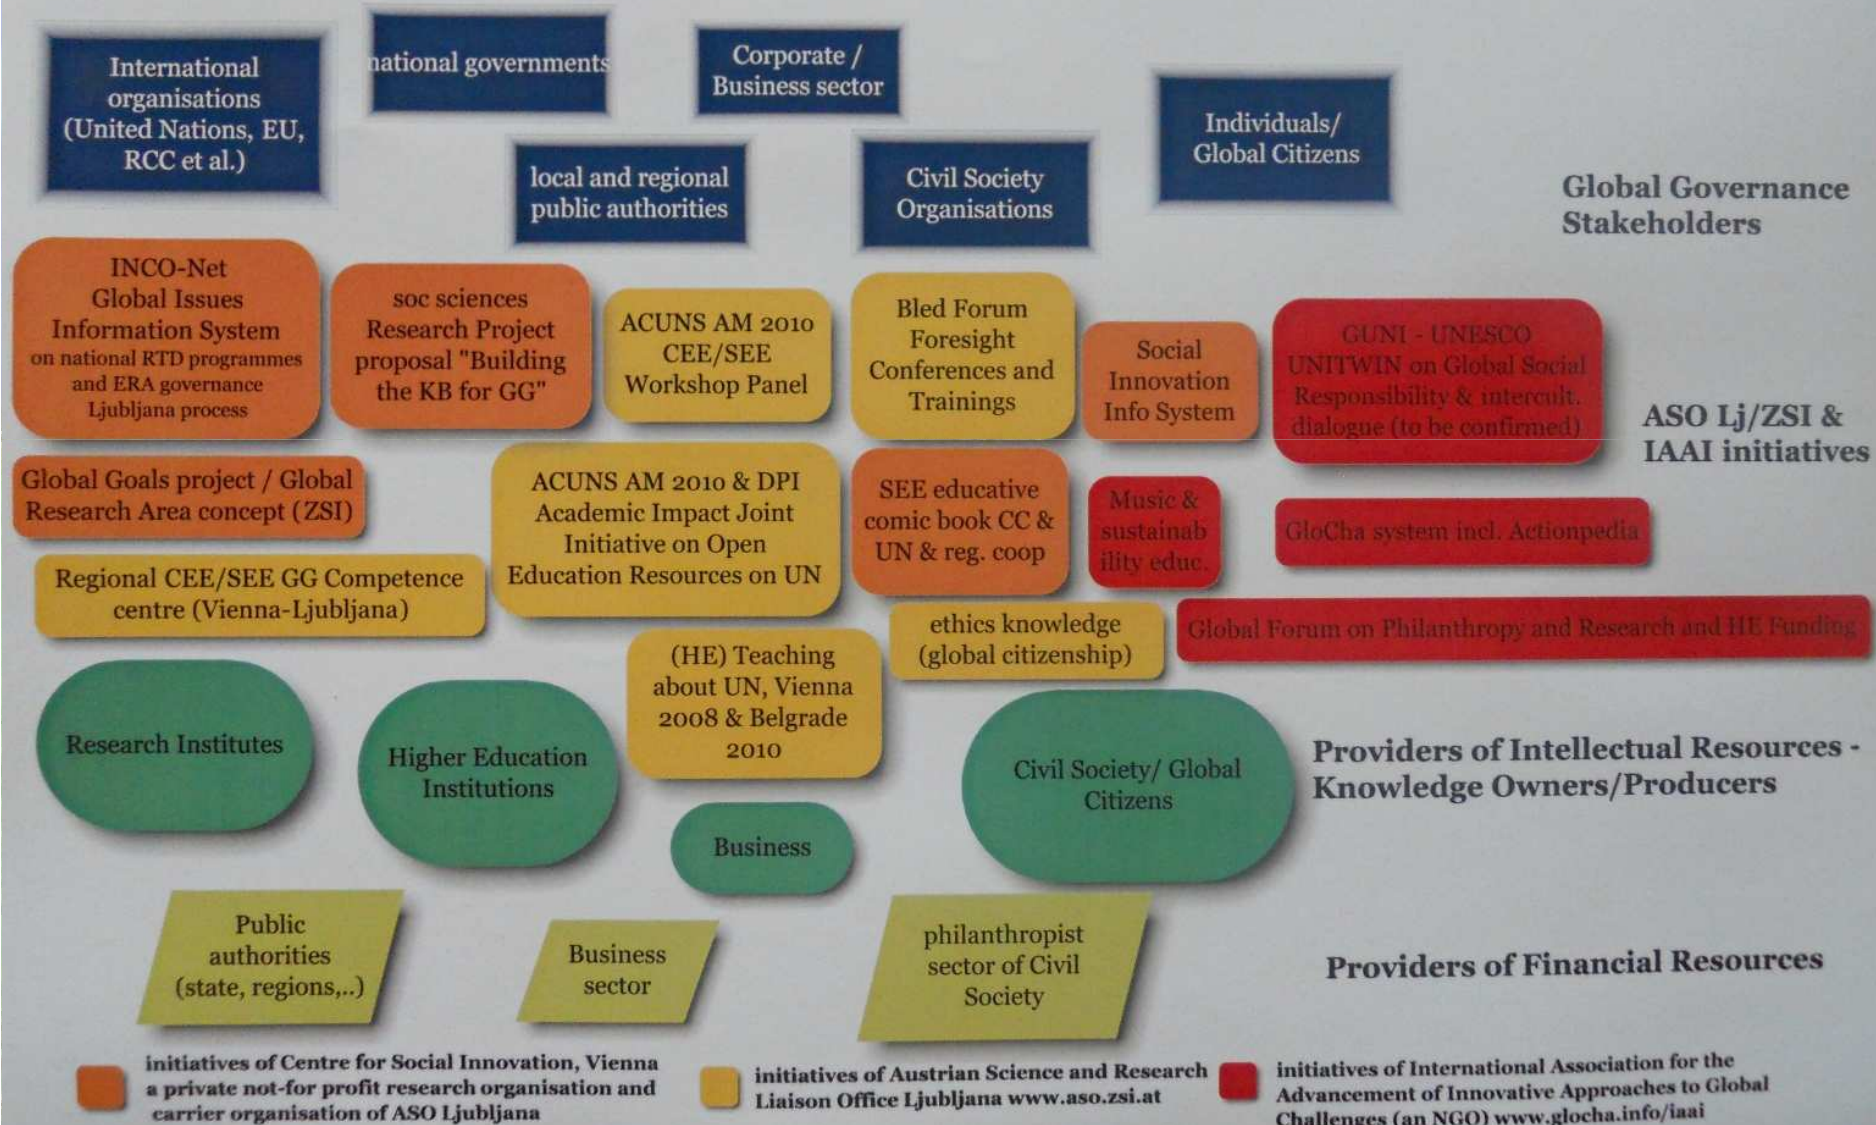 International
organisations
(United Nations, EU,
RCC et al.)
national governments
Corporate /
Business sector
local and regional
public authorities
Civil Society
Organisations
Individuals/
Global Citizens
Global Governance
Stakeholders
INCO-Net
Global Issues
Information System
on national RTD programmes
and ERA governance
Ljubljana process
soc sciences
Research Project
proposal "Building
the KB for GG"
ACUNS AM 2010
CEE/SEE
Workshop Panel
Bled Forum
Foresight
Conferences and
Trainings
Social
Innovation
Info System
GUNI - UNESCO
UNITWIN on Global Social
Responsibility & intercult.
dialogue (to be confirmed)
ASO Lj/ZSI &
IAAI initiatives
Global Goals project / Global
Research Area concept (ZSI)
ACUNS AM 2010 & DPI
Academic Impact Joint
Initiative on Open
Education Resources on UN
SEE educative
comic book CC &
UN & reg. coop
Music &
sustainab
ility educ.
GloCha system incl. Actionpedia
Regional CEE/SEE GG Competence
centre (Vienna-Ljubljana)
ethics knowledge
(global citizenship)
Global Forum on Philanthropy and Research and HE Funding
(HE) Teaching
about UN, Vienna
2008 & Belgrade
2010
Research Institutes
Higher Education
Institutions
Business
Civil Society/ Global
Citizens
Providers of Intellectual Resources -
Knowledge Owners/Producers
Public
authorities
(state, regions,..)
Business
sector
philanthropist
sector of Civil
Society
Providers of Financial Resources
initiatives of Centre for Social Innovation, Vienna
a private not-for profit research organisation and
carrier organisation of ASO Ljubljana
initiatives of Austrian Science and Research
Liaison Office Ljubljana www.aso.zsi.at
initiatives of International Association for the
Advancement of Innovative Approaches to Global
Challenges (an NGO) www.glocha.info/iaai